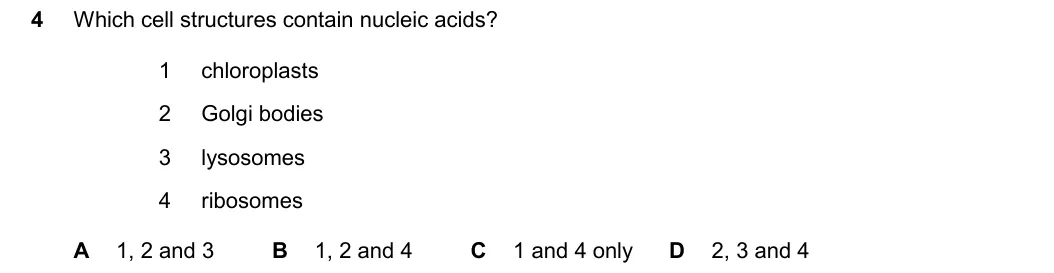 4 Which cell structures contain nucleic acids?
1 chloroplasts
2 Golgi bodies
3 lysosomes
4 ribosomes
A 1, 2 and 3 B 1, 2 and 4 C 1 and 4 only D 2, 3 and 4